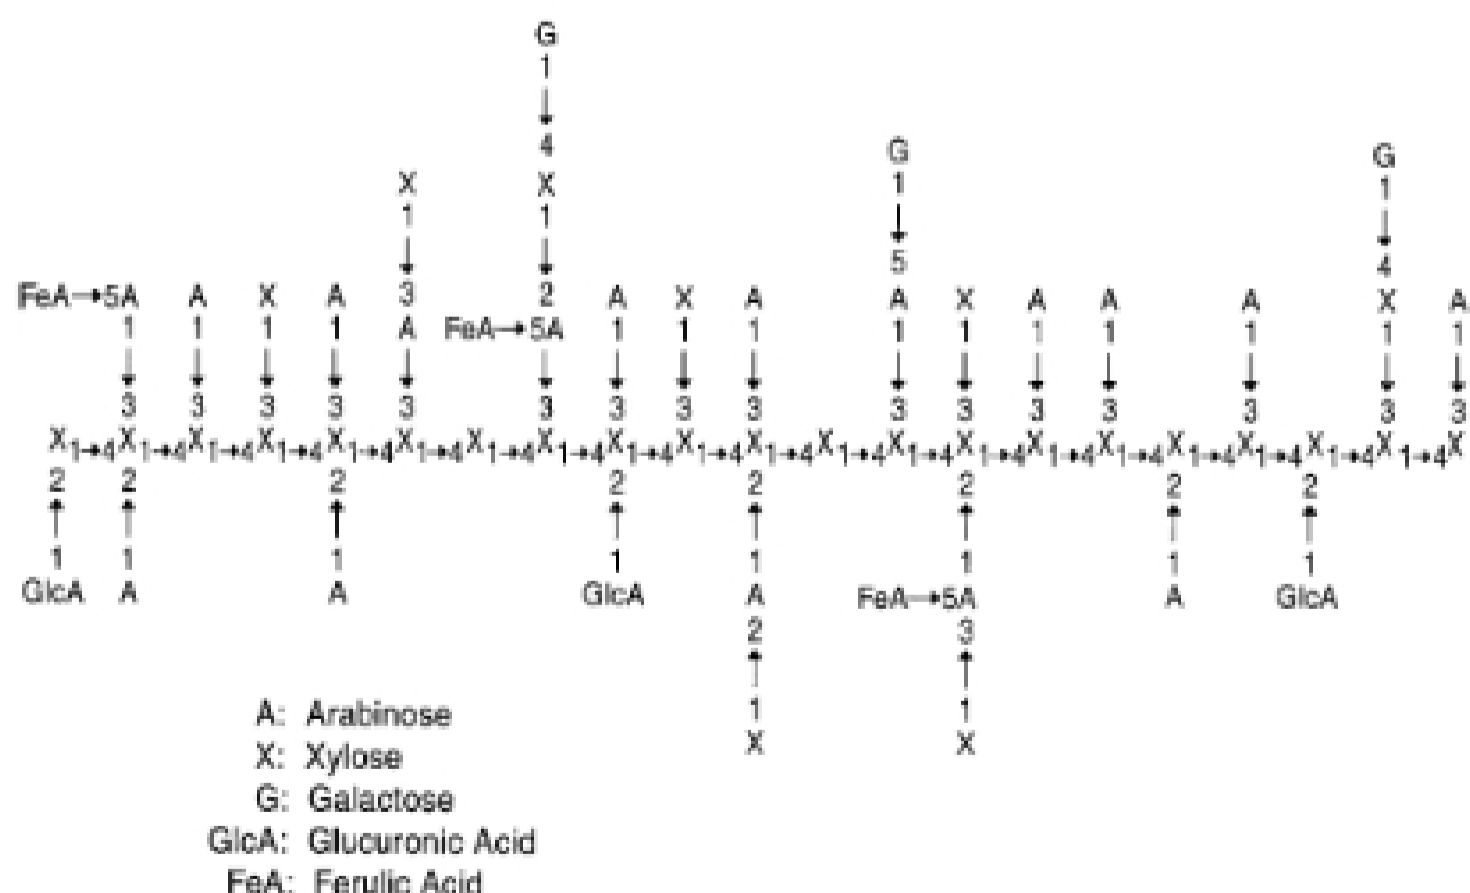 G
1
↓
4
G G
X X 1 1
1 1 ↓ ↓
↓ ↓ 5 4
FeA→5A A X A 3 2 A X A A X A A A X A
1 1 1 1 A FeA→5A 1 1 1 1 1 1 1 1 1 1
↓ ↓ ↓ ↓ ↓ ↓ ↓ ↓ ↓ ↓ ↓ ↓ ↓ ↓ ↓ ↓
3 3 3 3 3 3 3 3 3 3 3 3 3 3 3 3
X1→4X1→4X1→4X1→4X1→4X1→4X1→4X1→4X1→4X1→4X1→4X1→4X1→4X1→4X1→4X1→4X1→4X1→4X1→4X1→4X
2 2 2 2 2 2 2 2
↑ ↑ ↑ ↑ ↑ ↑ ↑ ↑
1 1 1 1 1 1 1 1
GlcA A A GlcA A FeA→5A A GlcA
2 3
↑ ↑
1 1
X X
A: Arabinose
X: Xylose
G: Galactose
GlcA: Glucuronic Acid
FeA: Ferulic Acid